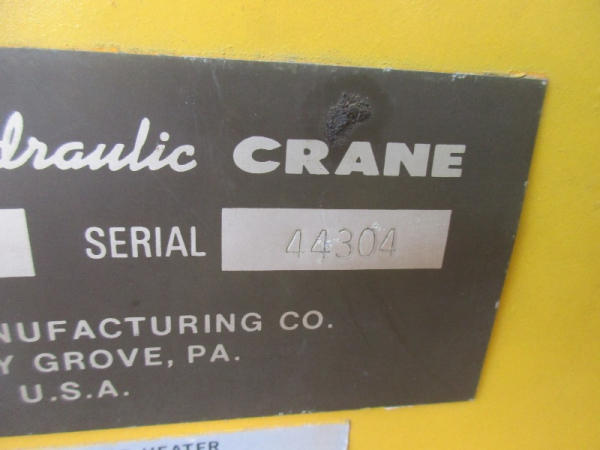 draulic CRANE
SERIAL 44304
NUFACTURING CO.
Y GROVE, PA.
U.S.A.
HEATER